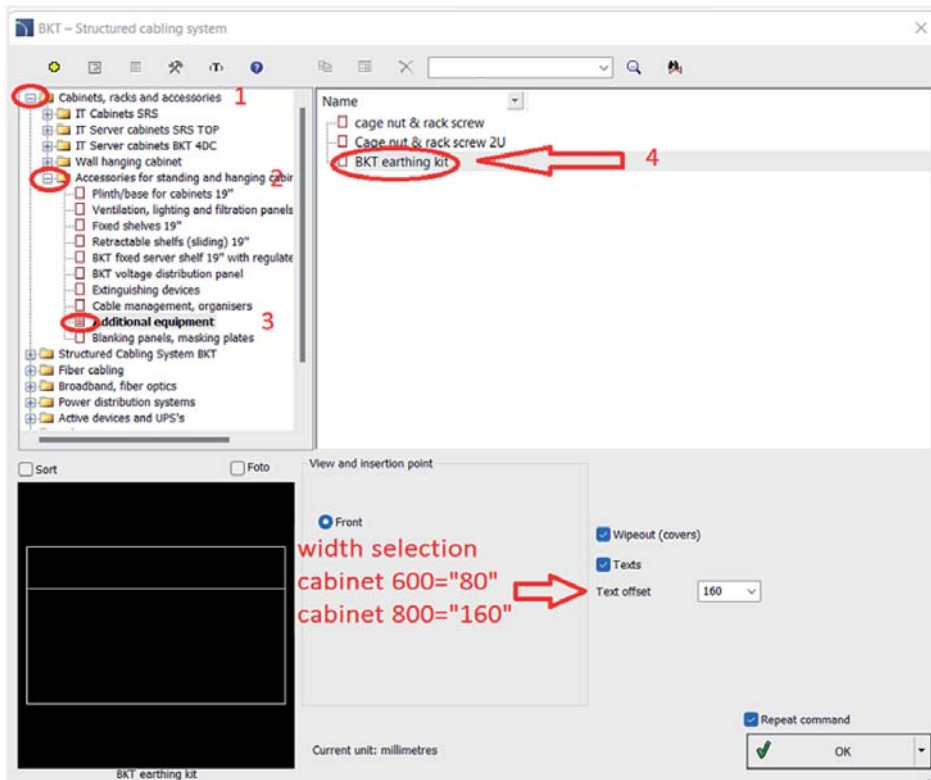 BKT – Structured cabling system
Cabinets, racks and accessories 1
IT Cabinets SRS
IT Server cabinets SRS TOP
IT Server cabinets BKT 4DC
Wall hanging cabinet
Accessories for standing and hanging cabir 2
Plinth/base for cabinets 19"
Ventilation, lighting and filtration panels
Fixed shelves 19"
Retractable shelfs (sliding) 19"
BKT fixed server shelf 19" with regulate
BKT voltage distribution panel
Extinguishing devices
Cable management, organisers
Additional equipment 3
Blanking panels, masking plates
Structured Cabling System BKT
Fiber cabling
Broadband, fiber optics
Power distribution systems
Active devices and UPS's
Name
cage nut & rack screw
Cage nut & rack screw 2U
BKT earthing kit 4
Sort
Foto
BKT earthing kit
View and insertion point
Front
width selection
cabinet 600="80"
cabinet 800="160"
Wipeout (covers)
Texts
Text offset 160
Current unit: millimetres
Repeat command
OK